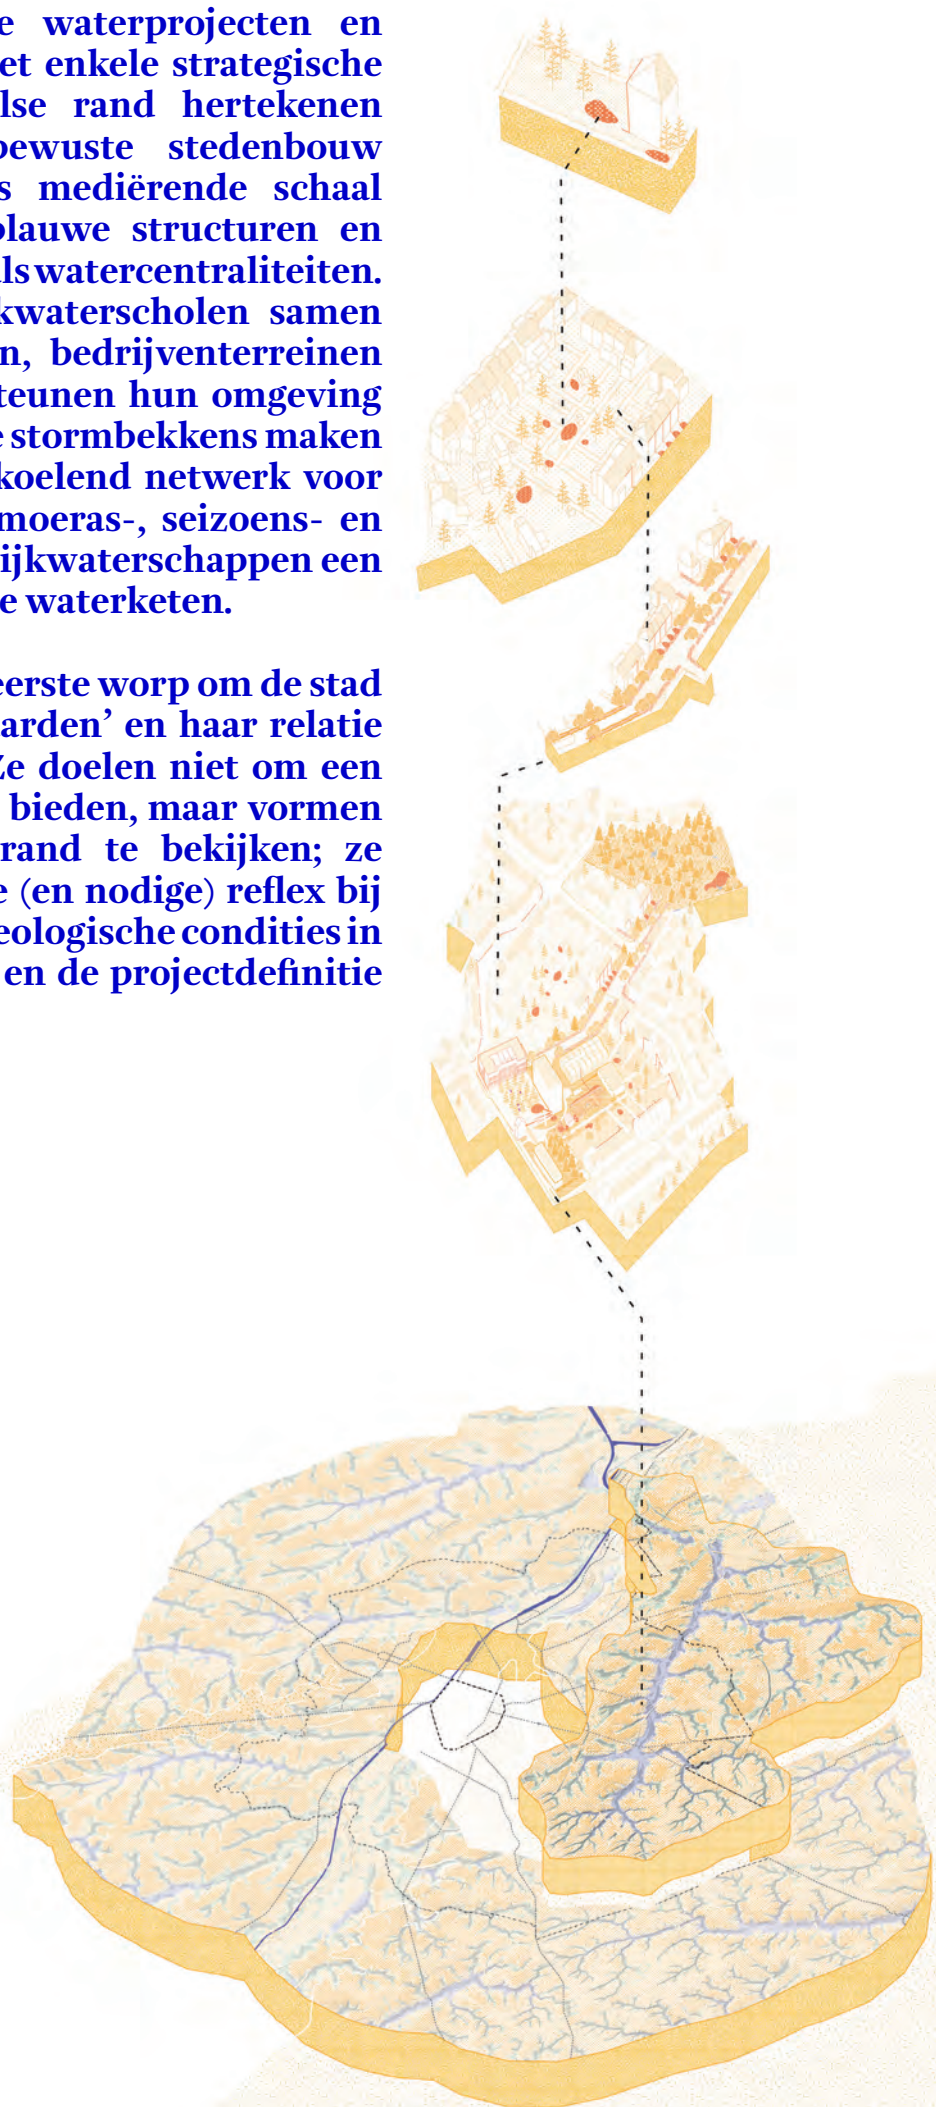 e waterprojecten en
et enkele strategische
lse rand hertekenen
bewuste stedenbouw
s mediërende schaal
blauwe structuren en
als watercentraliteiten.
kwaterscholen samen
n, bedrijventerreinen
teunen hun omgeving
e stormbekkens maken
koelend netwerk voor
moeras-, seizoens- en
ijkwaterschappen een
e waterketen.
eerste worp om de stad
arden’ en haar relatie
Ze doelen niet om een
bieden, maar vormen
rand te bekijken; ze
e (en nodige) reflex bij
eologische condities in
en de projectdefinitie